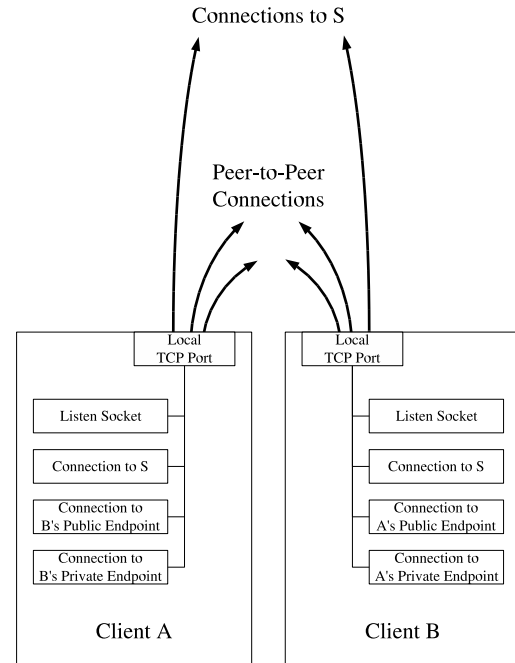 Connections to S
Peer-to-Peer
Connections
Local
TCP Port
Listen Socket
Connection to S
Connection to
B's Public Endpoint
Connection to
B's Private Endpoint
Client A
Local
TCP Port
Listen Socket
Connection to S
Connection to
A's Public Endpoint
Connection to
A's Private Endpoint
Client B